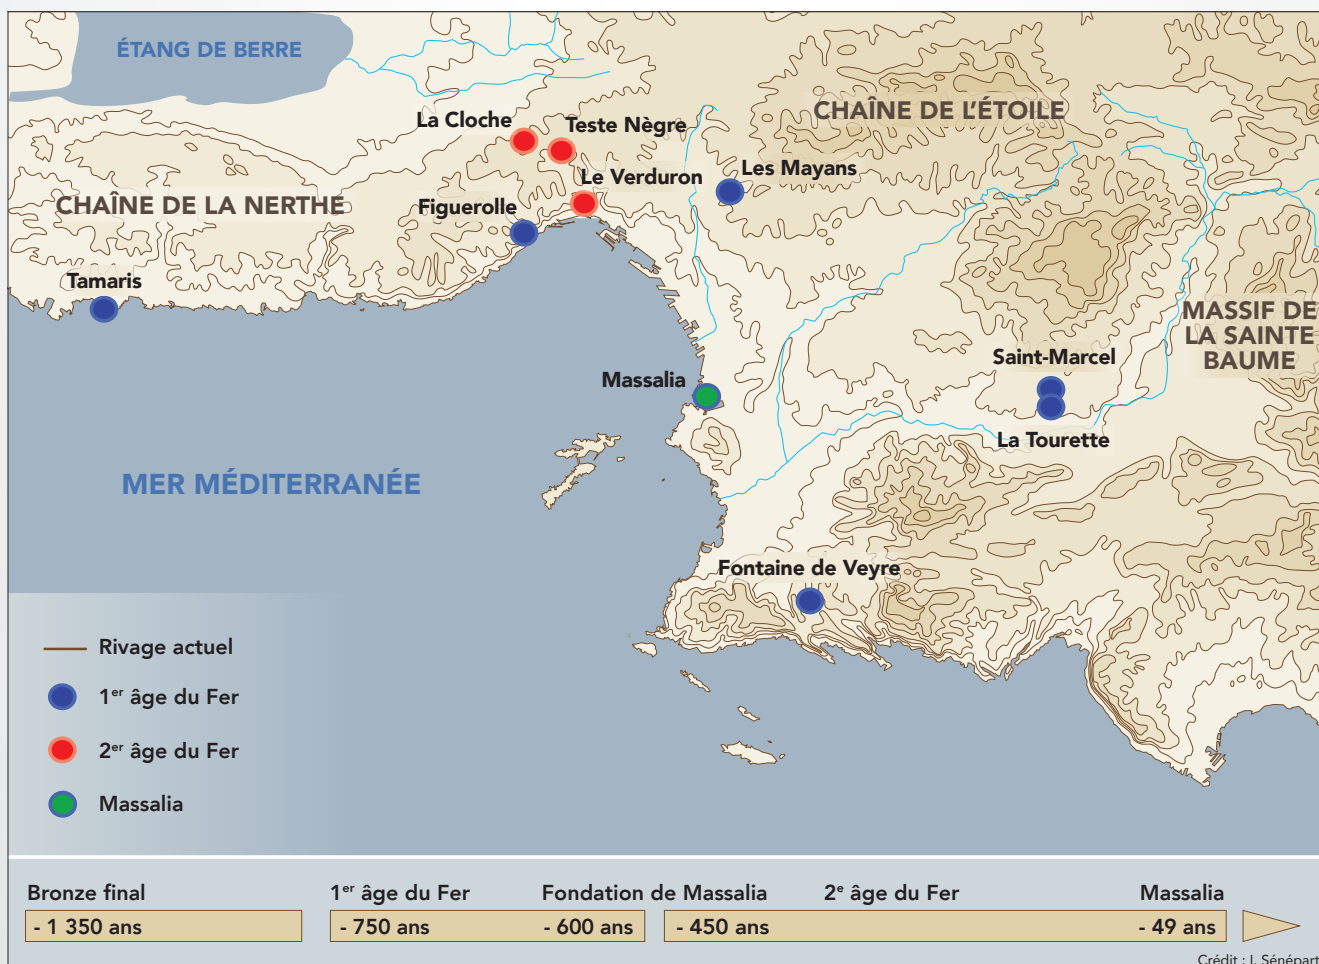 ÉTANG DE BERRE
CHAÎNE DE L'ÉTOILE
La Cloche
Teste Nègre
Les Mayans
Le Verduron
CHAÎNE DE LA NERTHE
Figuerolle
Tamaris
MASSIF DE
LA SAINTE
BAUME
Saint-Marcel
Massalia
La Tourette
MER MÉDITERRANÉE
Fontaine de Veyre
Rivage actuel
1er âge du Fer
2er âge du Fer
Massalia
Bronze final
1er âge du Fer
Fondation de Massalia
2e âge du Fer
Massalia
- 1 350 ans
- 750 ans
- 600 ans
- 450 ans
- 49 ans
Crédit : I. Sénépart